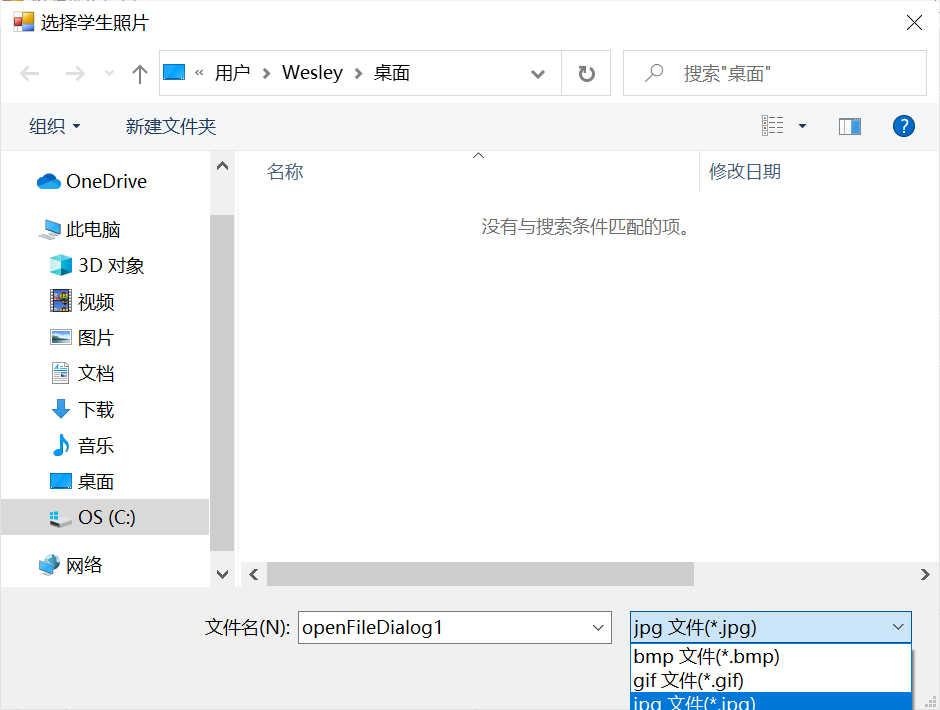 选择学生照片
« 用户 > Wesley > 桌面
搜索"桌面"
组织
新建文件夹
?
名称
修改日期
没有与搜索条件匹配的项。
OneDrive
此电脑
3D 对象
视频
图片
文档
下载
音乐
桌面
OS (C:)
网络
文件名(N):
openFileDialog1
jpg 文件(*.jpg)
bmp 文件(*.bmp)
gif 文件(*.gif)
jpg 文件(*.jpg)